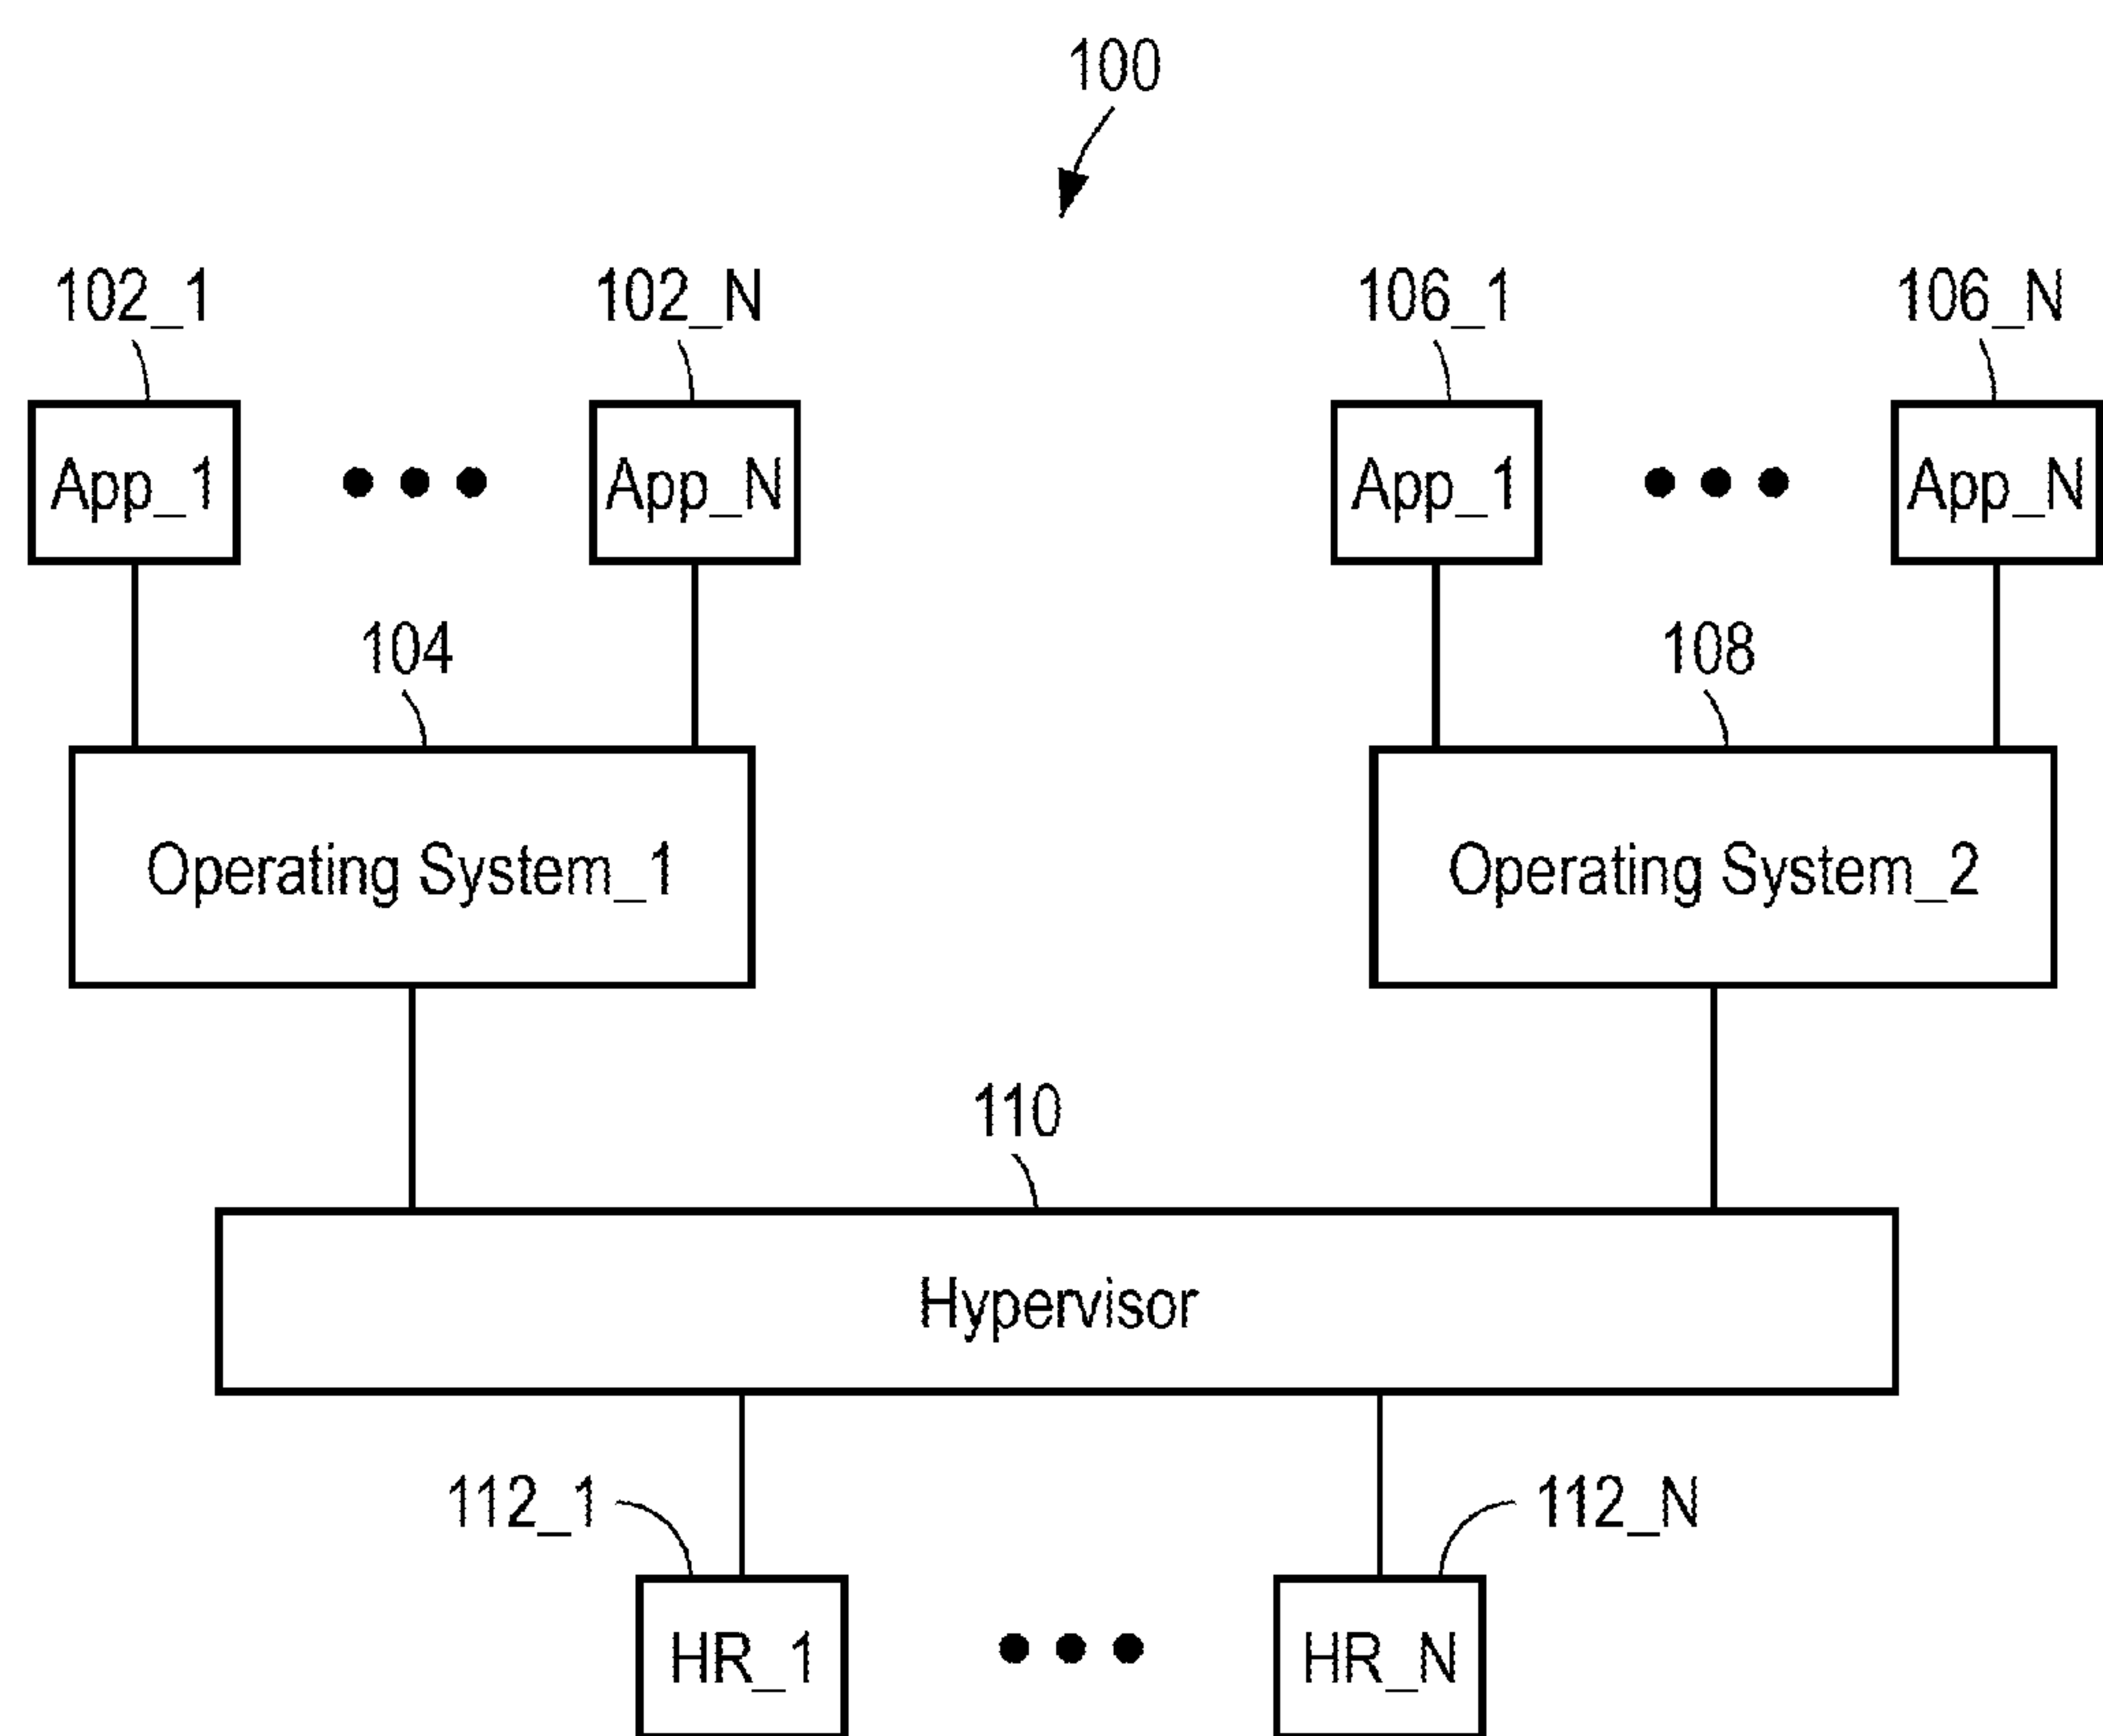 100
102_1 102_N 106_1 106_N
App_1 App_N App_1 App_N
104 108
Operating System_1 Operating System_2
110
Hypervisor
112_1 112_N
HR_1 HR_N